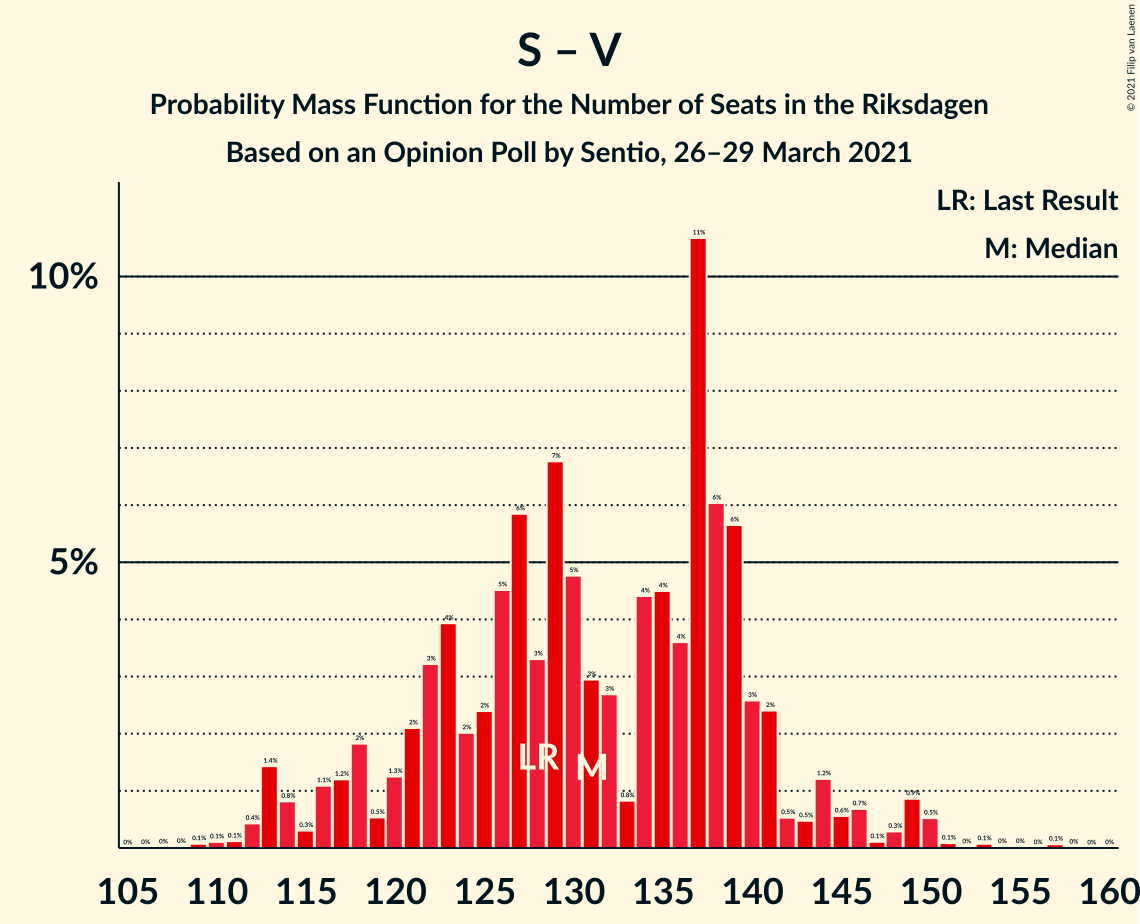 S – V
Probability Mass Function for the Number of Seats in the Riksdagen
Based on an Opinion Poll by Sentio, 26–29 March 2021
© 2021 Filip van Laenen
LR: Last Result
M: Median
10%
5%
0% 0% 0% 0% 0.1% 0.1% 0.1% 0.4% 1.4% 0.8% 0.3% 1.1% 1.2% 2% 0.5% 1.3% 2% 3% 4% 2% 2% 5% 6% 3% 7% 5% 3% 3% 0.8% 4% 4% 4% 11% 6% 6% 3% 2% 0.5% 0.5% 1.2% 0.6% 0.7% 0.1% 0.3% 0.9% 0.5% 0.1% 0% 0.1% 0% 0% 0% 0.1% 0% 0% 0%
LR
M
105 110 115 120 125 130 135 140 145 150 155 160